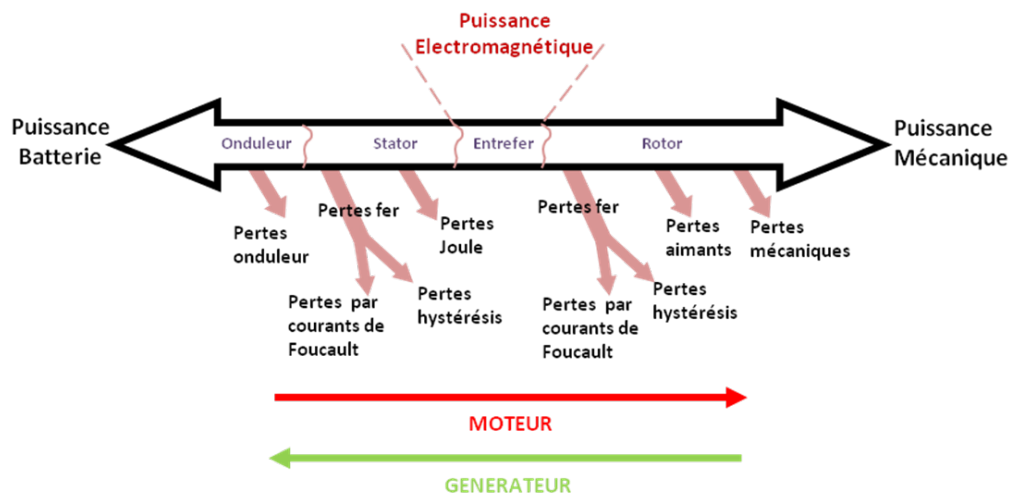 Puissance
Electromagnétique
Puissance
Batterie
Onduleur
Stator
Entrefer
Rotor
Puissance
Mécanique
Pertes
onduleur
Pertes fer
Pertes par
courants de
Foucault
Pertes
hystérésis
Pertes
Joule
Pertes fer
Pertes par
courants de
Foucault
Pertes
hystérésis
Pertes
aimants
Pertes
mécaniques
MOTEUR
GENERATEUR